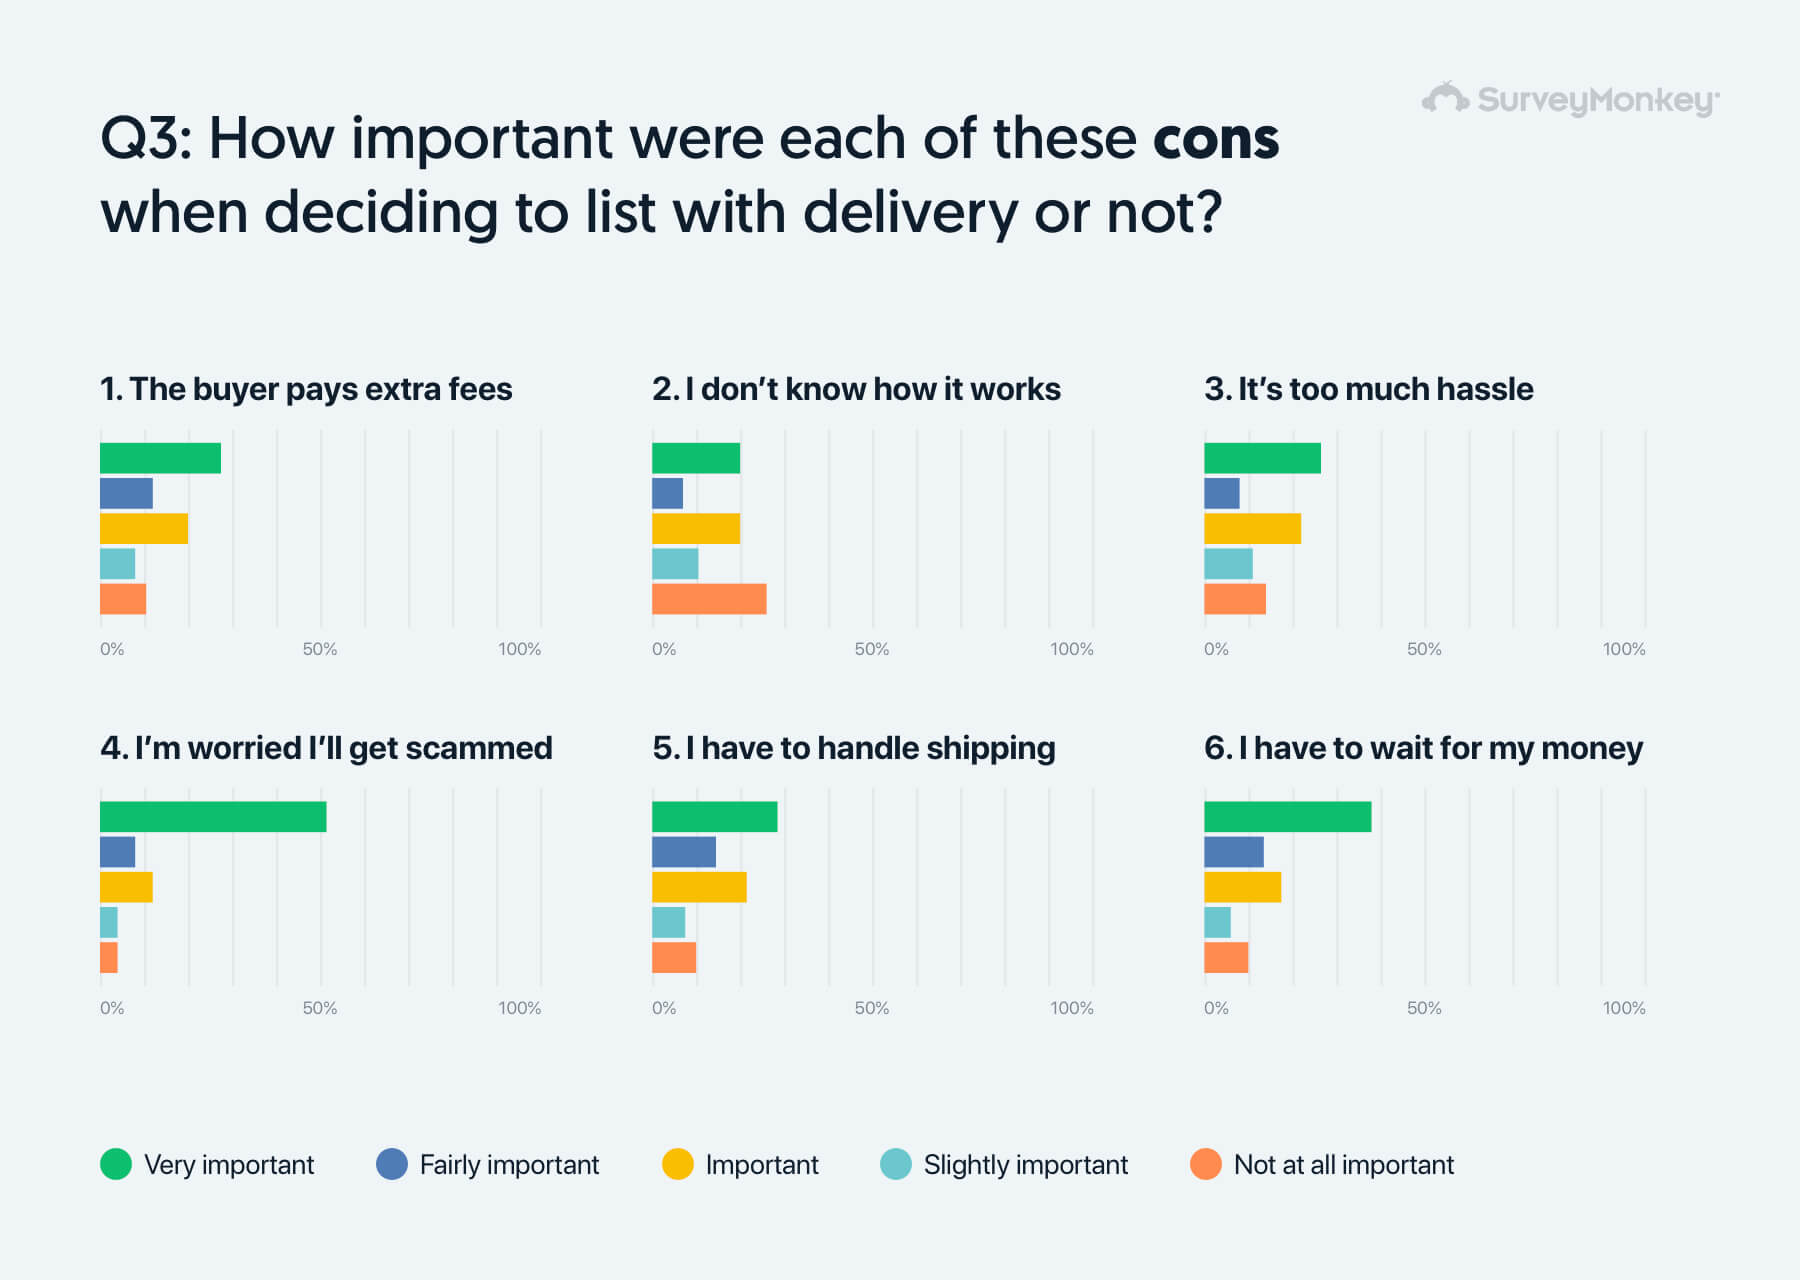 SurveyMonkey
Q3: How important were each of these cons
when deciding to list with delivery or not?
1. The buyer pays extra fees
0% 50% 100%
2. I don’t know how it works
0% 50% 100%
3. It’s too much hassle
0% 50% 100%
4. I’m worried I’ll get scammed
0% 50% 100%
5. I have to handle shipping
0% 50% 100%
6. I have to wait for my money
0% 50% 100%
Very important
Fairly important
Important
Slightly important
Not at all important